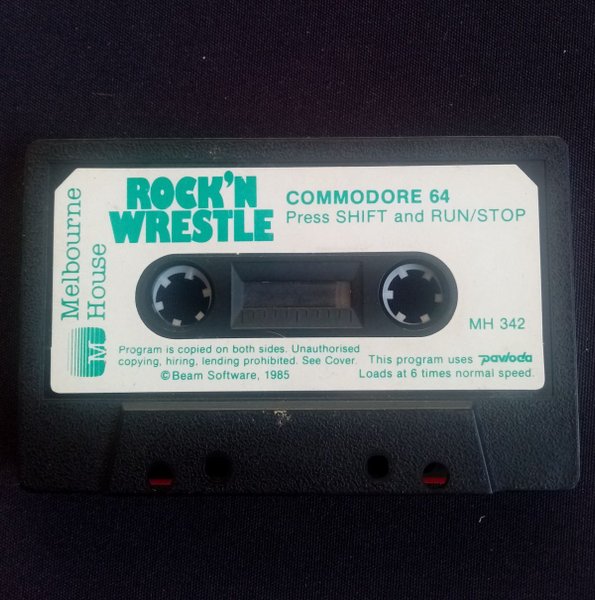 Melbourne
House
M
ROCK'N
WRESTLE
COMMODORE 64
Press SHIFT and RUN/STOP
MH 342
Program is copied on both sides. Unauthorised
copying, hiring, lending prohibited. See Cover.
©Beam Software, 1985
This program uses pavloda
Loads at 6 times normal speed.